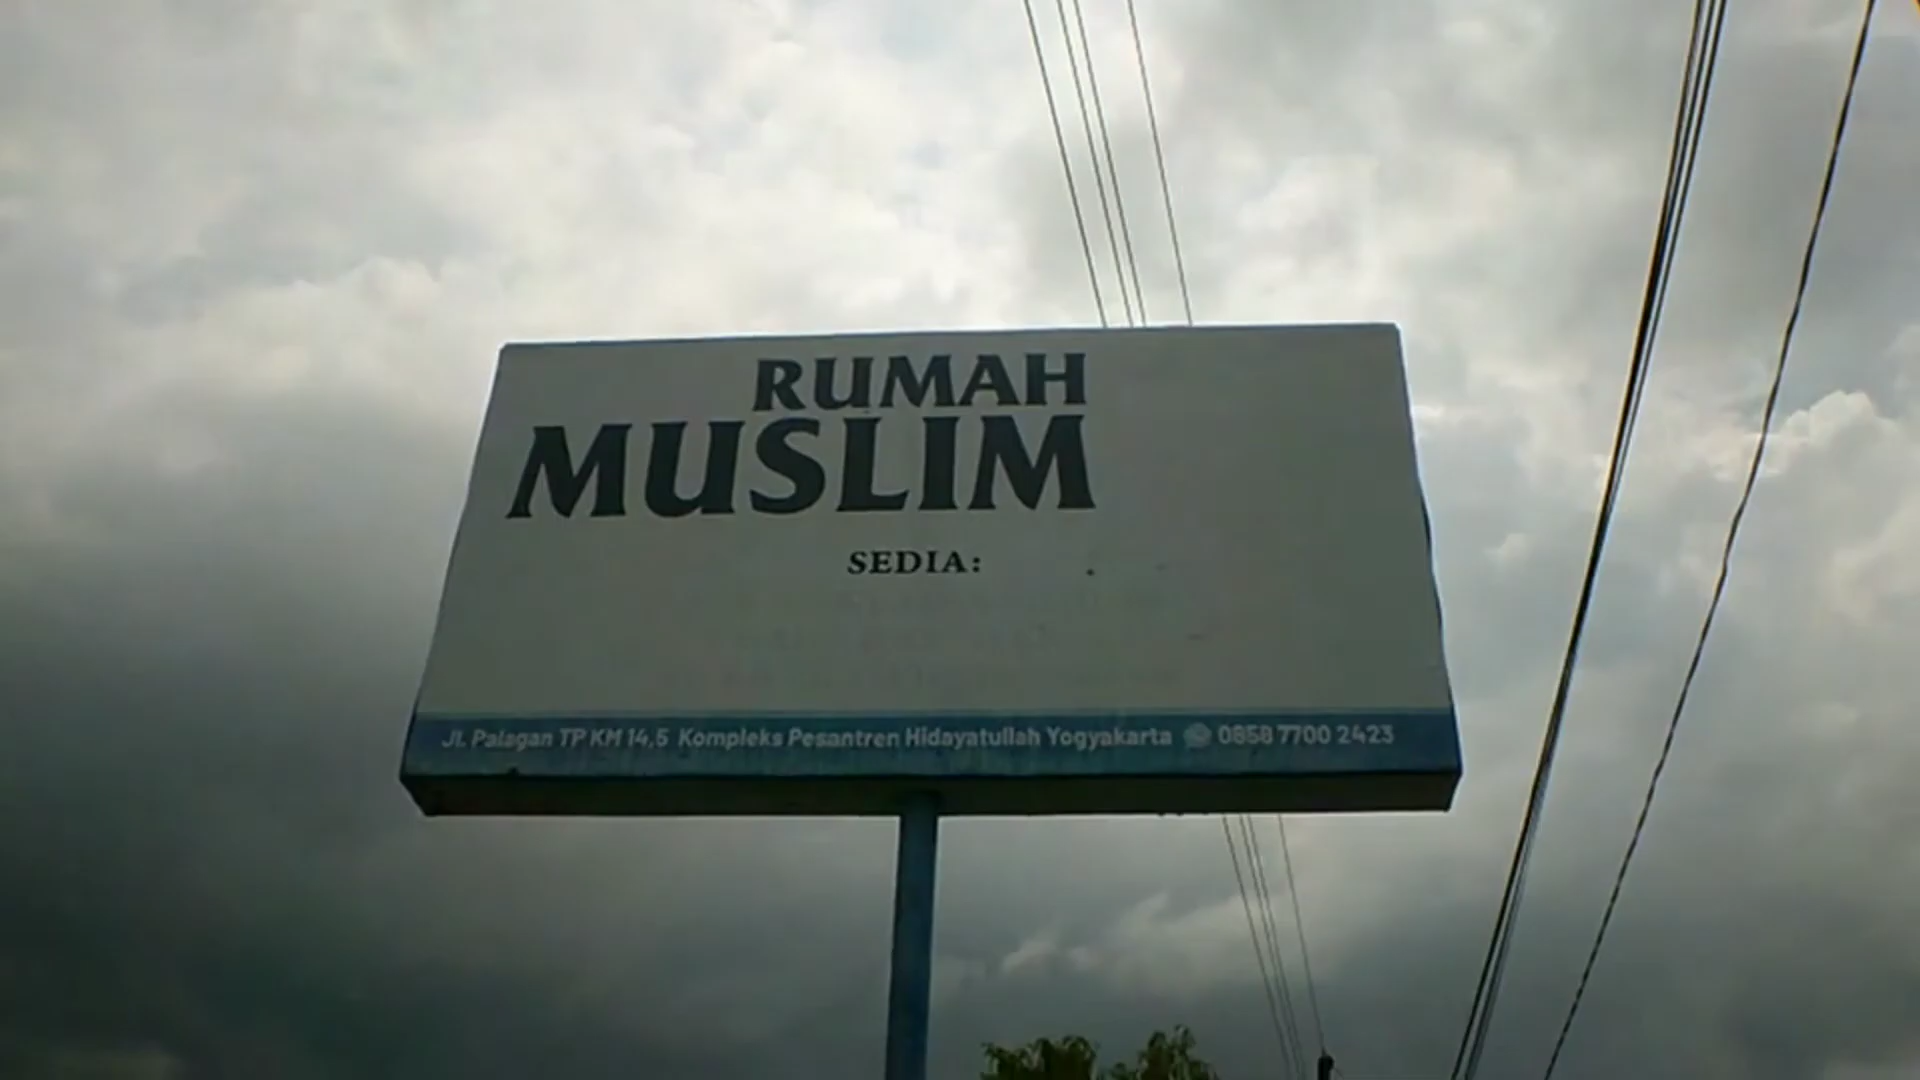 RUMAH
MUSLIM
SEDIA:
JL. Palagan TP KM 14,5 Kompleks Pesantren Hidayatullah Yogyakarta 0858 7700 2423